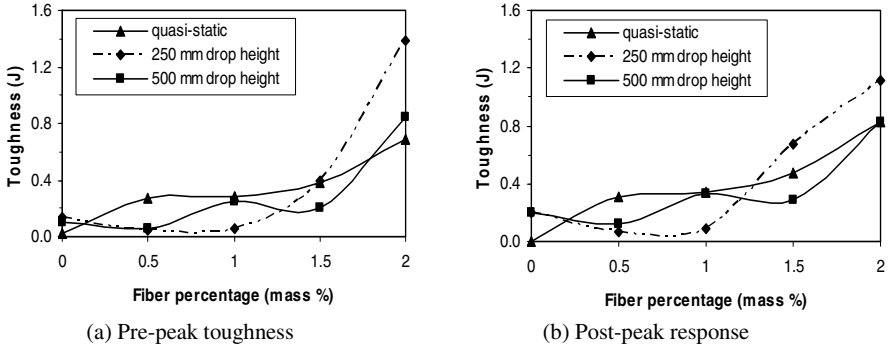 Toughness (J)
1.6
1.2
0.8
0.4
0.0
quasi-static
250 mm drop height
500 mm drop height
0 0.5 1 1.5 2
Fiber percentage (mass %)
(a) Pre-peak toughness
Toughness (J)
1.6
1.2
0.8
0.4
0.0
quasi-static
250 mm drop height
500 mm drop height
0 0.5 1 1.5 2
Fiber percentage (mass %)
(b) Post-peak response